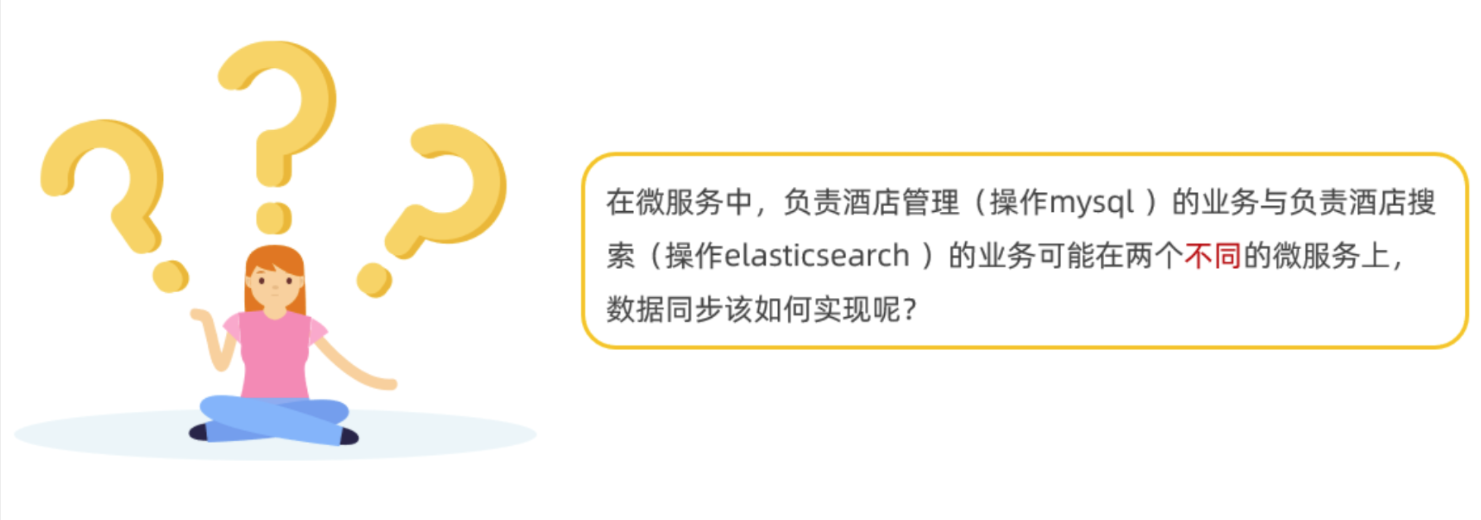 在微服务中，负责酒店管理（操作mysql ）的业务与负责酒店搜
索（操作elasticsearch ）的业务可能在两个不同的微服务上，
数据同步该如何实现呢？